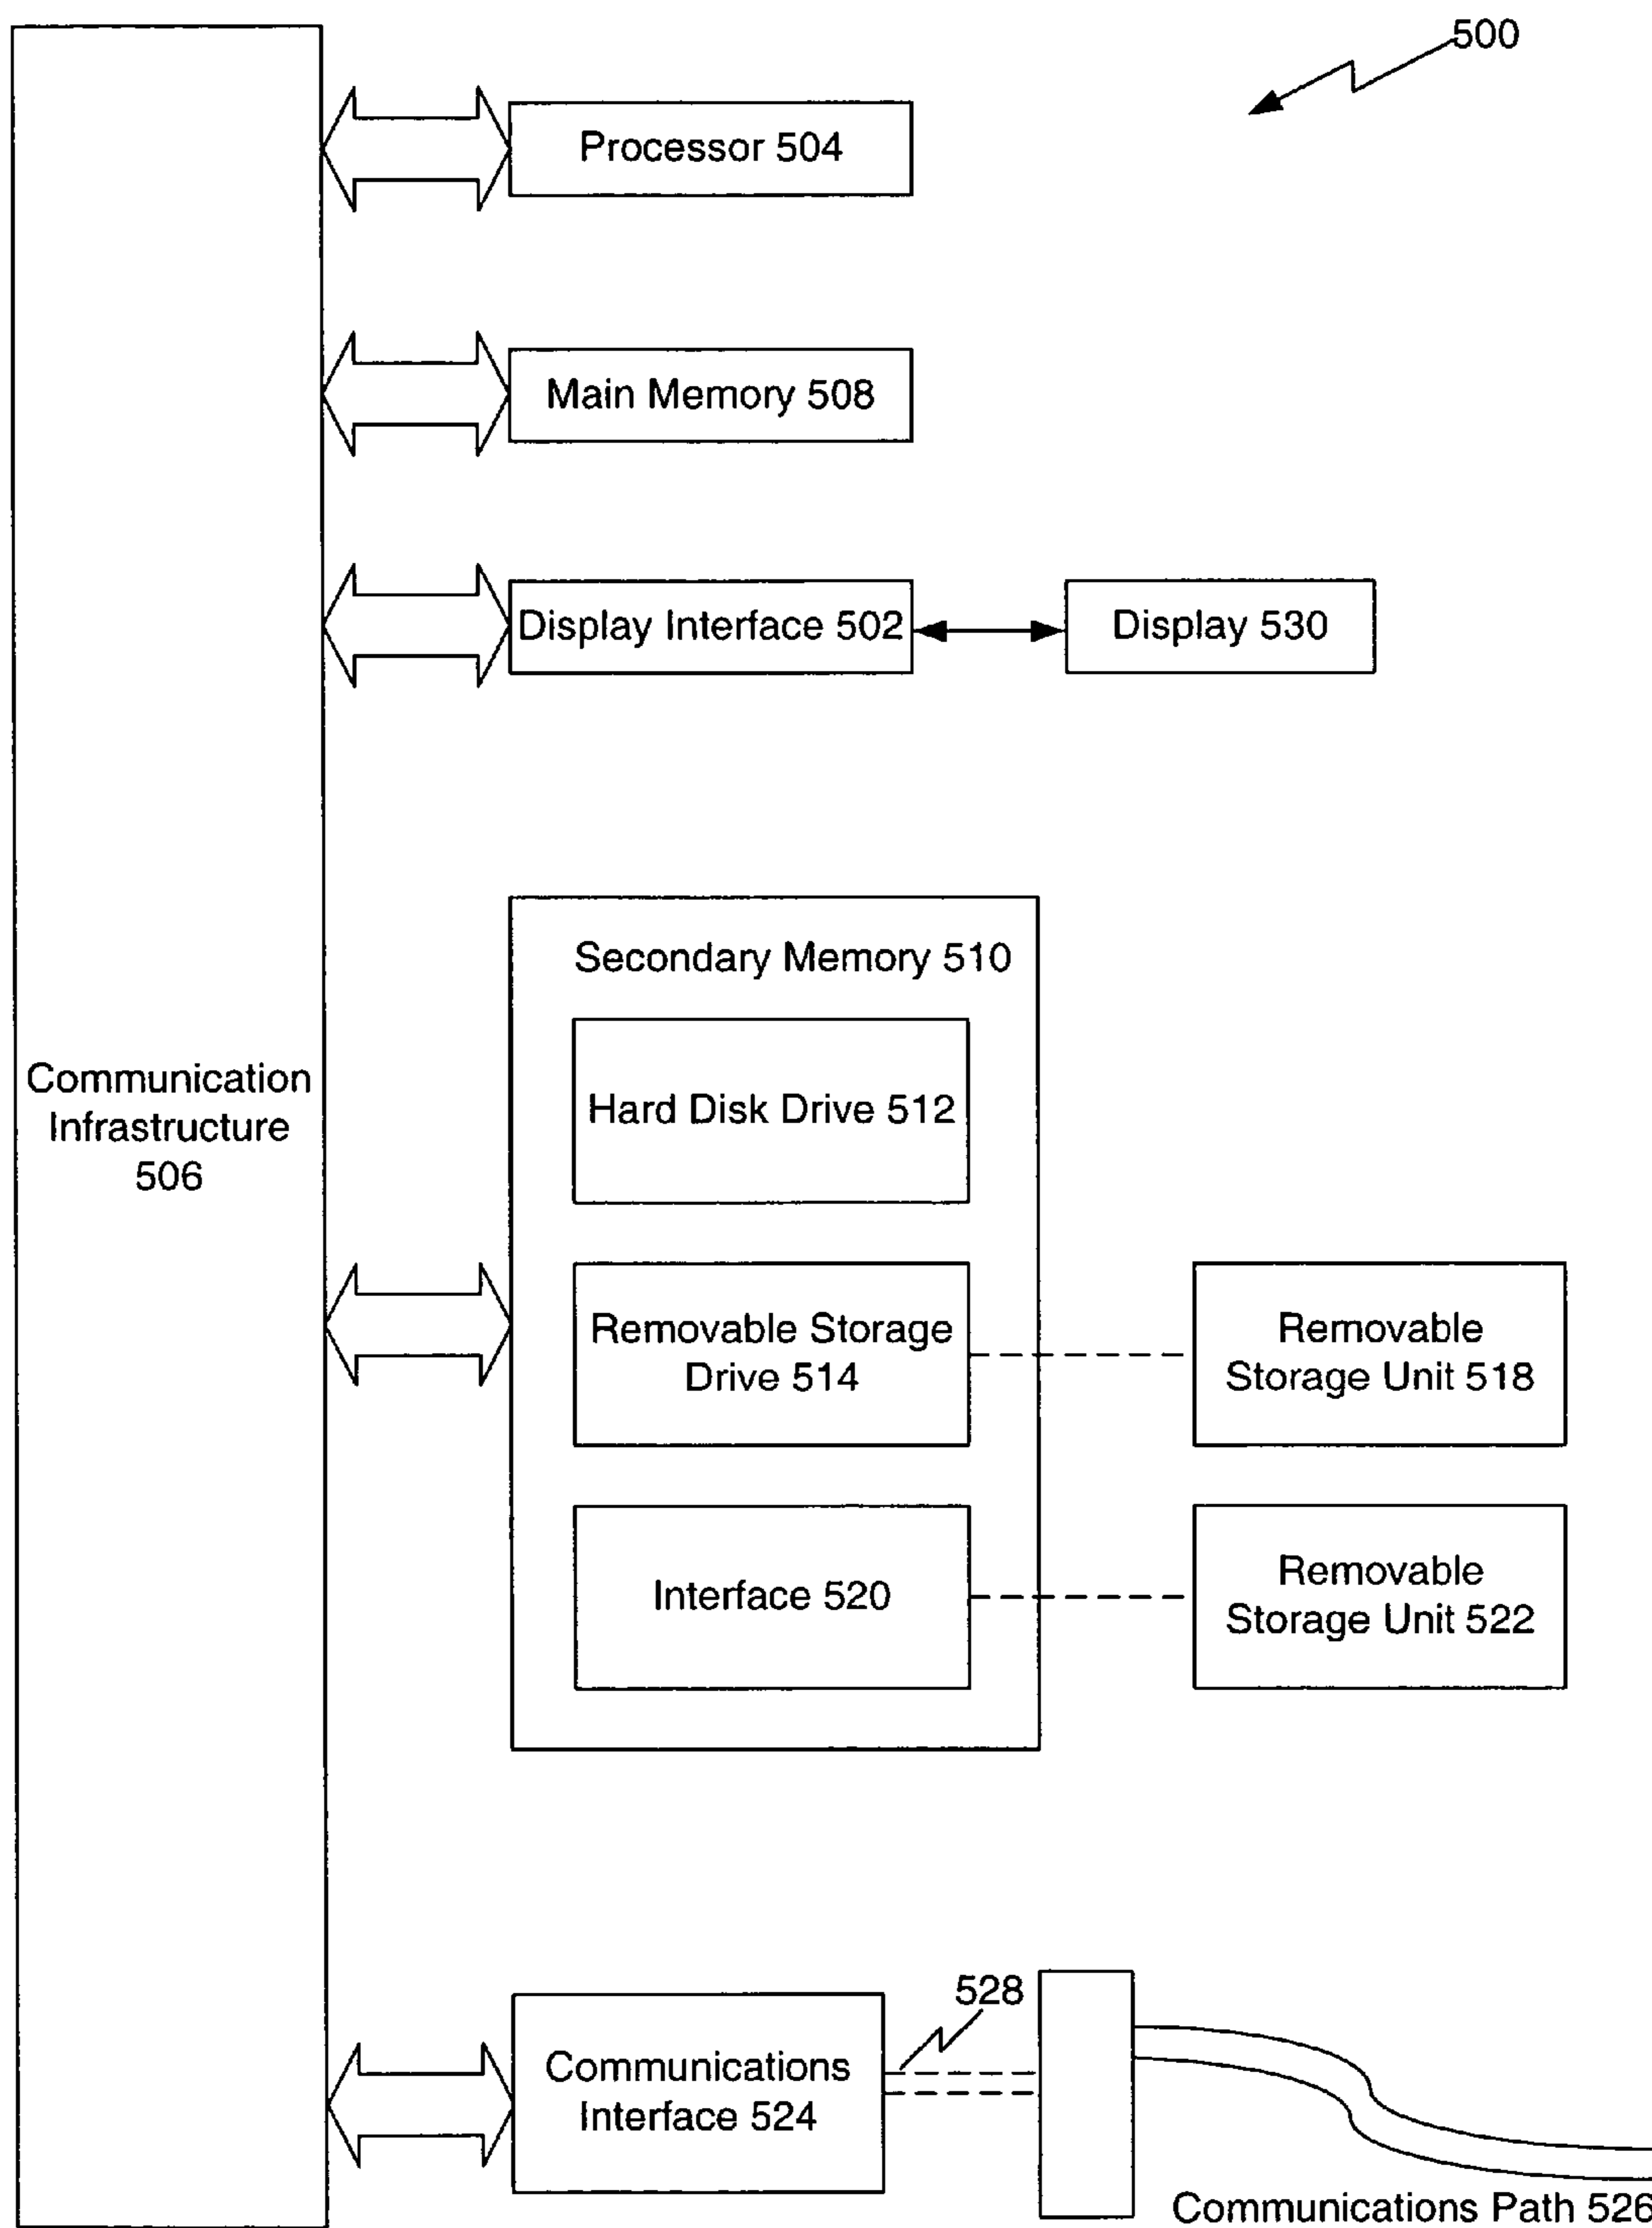 500
Processor 504
Main Memory 508
Display Interface 502
Display 530
Secondary Memory 510
Hard Disk Drive 512
Communication
Infrastructure
506
Removable Storage
Drive 514
Removable
Storage Unit 518
Interface 520
Removable
Storage Unit 522
528
Communications
Interface 524
Communications Path 526